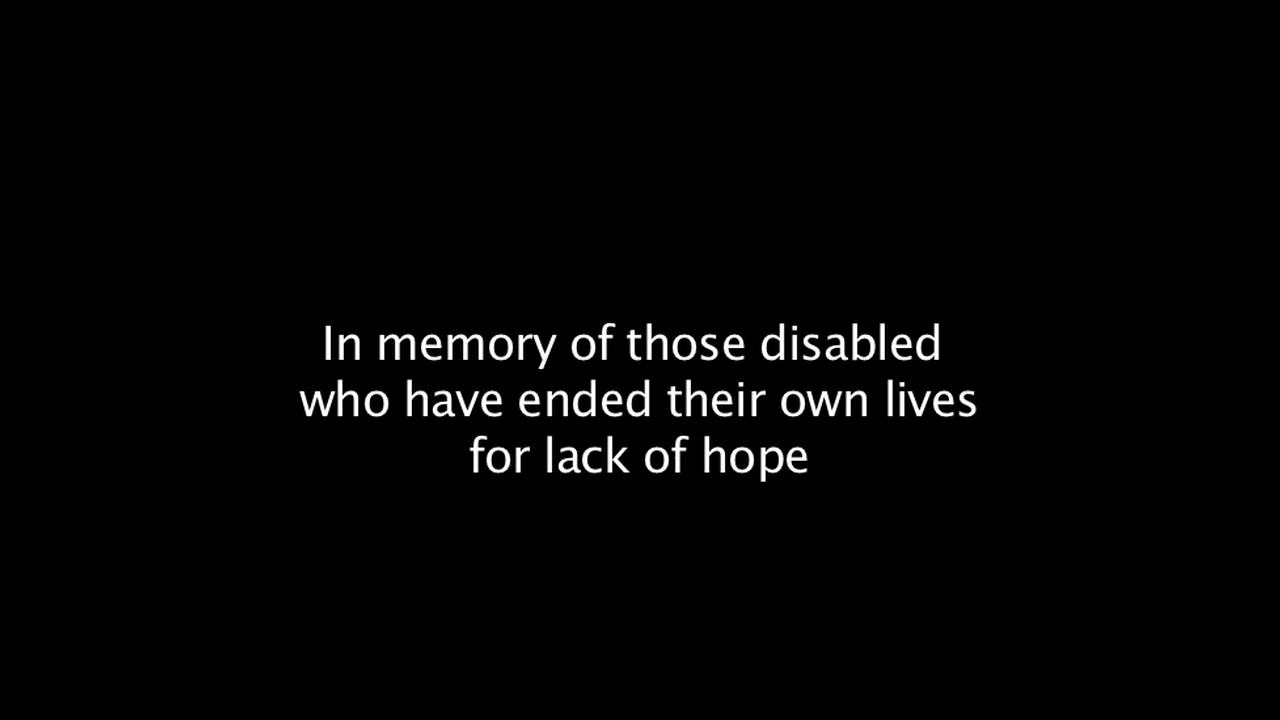 In memory of those disabled
who have ended their own lives
for lack of hope